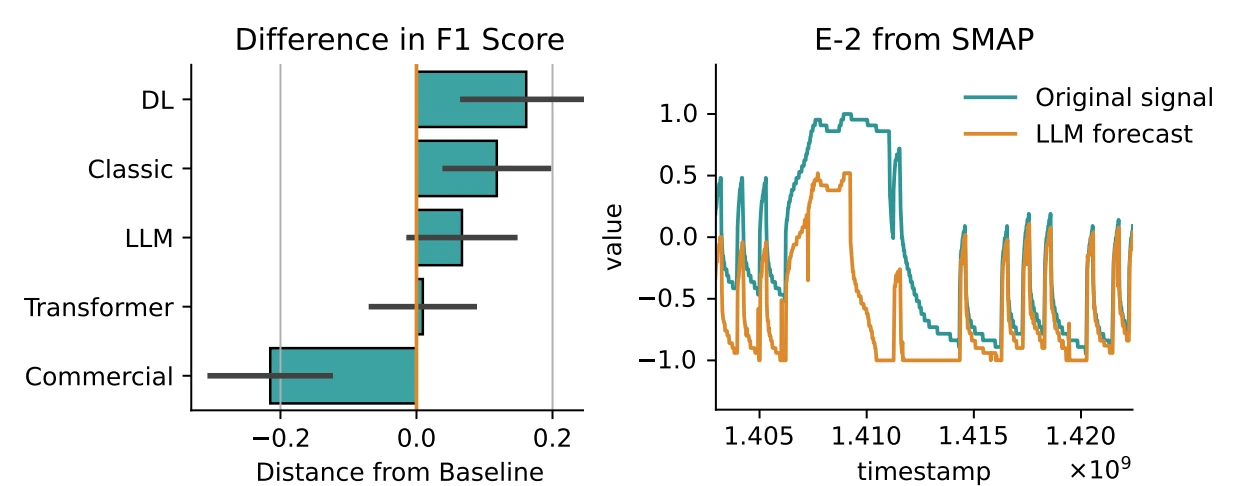 Difference in F1 Score
DL
Classic
LLM
Transformer
Commercial
−0.2 0.0 0.2
Distance from Baseline
E-2 from SMAP
Original signal
LLM forecast
value
1.0
0.5
0.0
−0.5
−1.0
1.405 1.410 1.415 1.420
timestamp
×10⁹